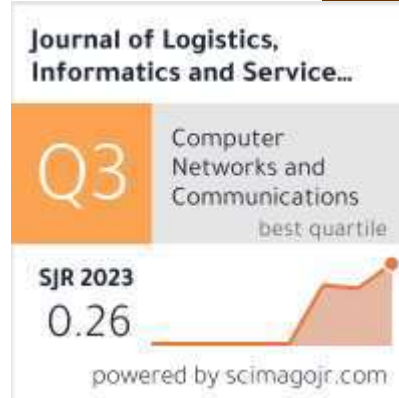 Journal of Logistics,
Informatics and Service...
Q3
Computer
Networks and
Communications
best quartile
SJR 2023
0.26
powered by scimagojr.com